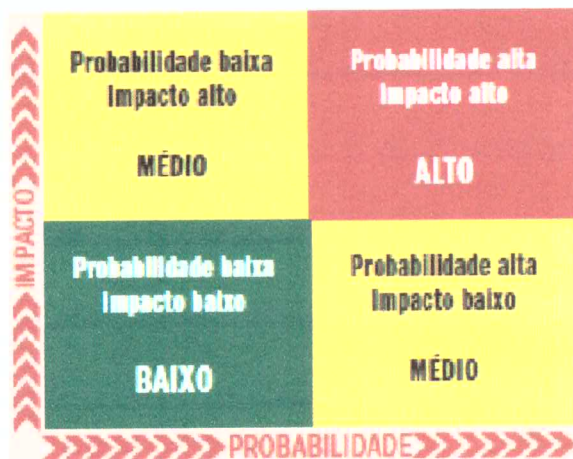 Probabilidade baixa
Impacto alto
MÉDIO
Probabilidade alta
Impacto alto
ALTO
IMPACTO
Probabilidade baixa
Impacto baixo
BAIXO
Probabilidade alta
Impacto baixo
MÉDIO
PROBABILIDADE